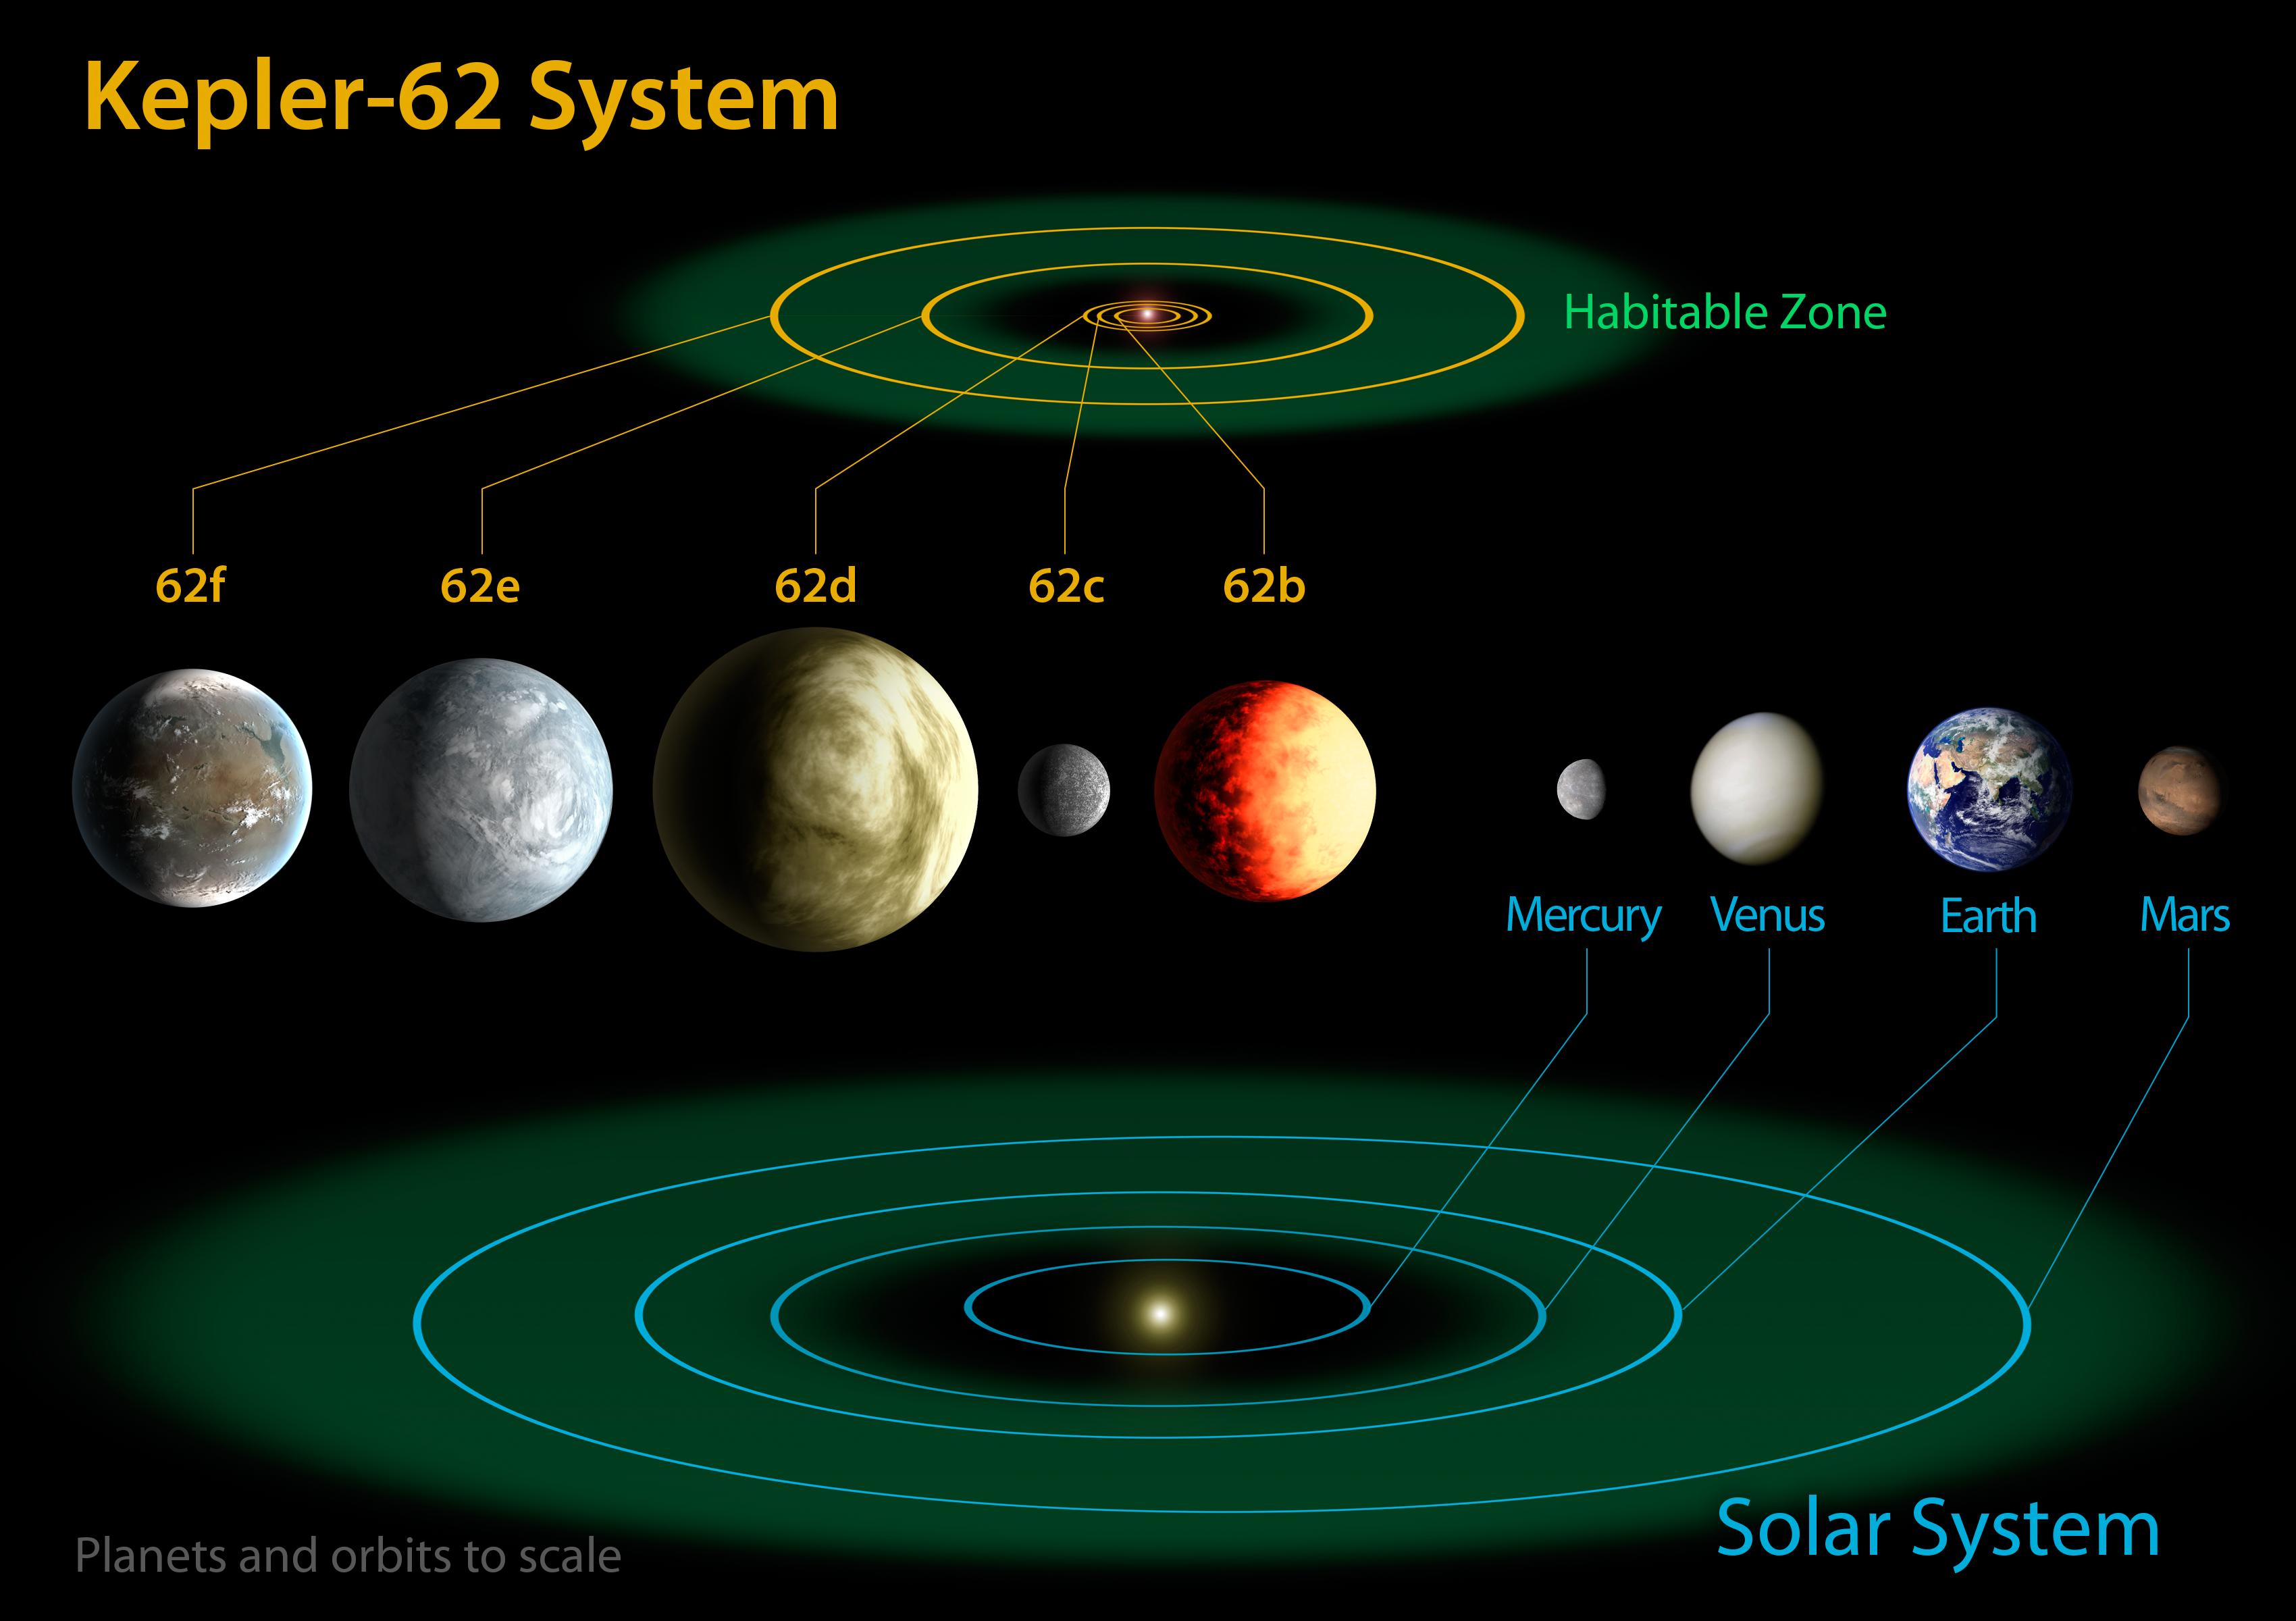 Kepler-62 System
Habitable Zone
62f
62e
62d
62c
62b
Mercury
Venus
Earth
Mars
Solar System
Planets and orbits to scale